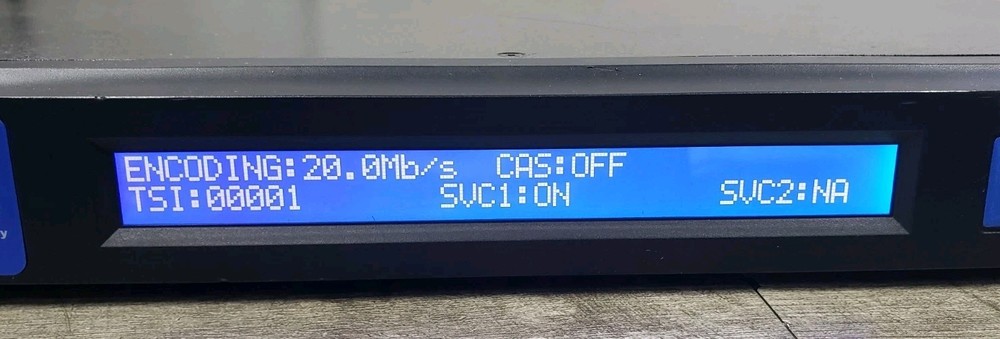 ENCODING:20.0Mb/s CAS:OFF
TSI:00001 SVC1:ON SVC2:NA
y